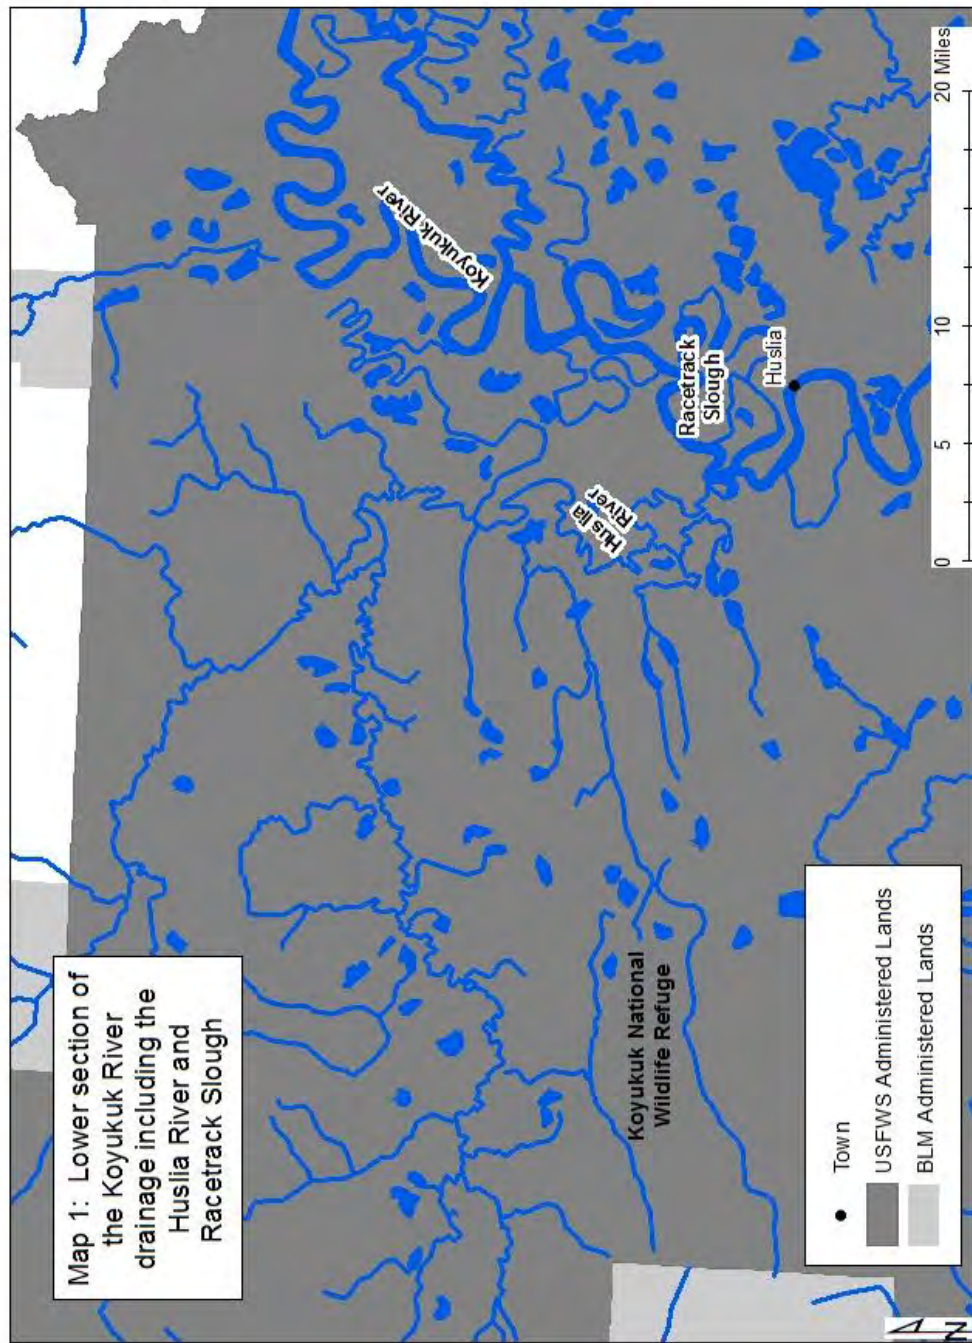 Map 1: Lower section of
the Koyukuk River
drainage including the
Huslia River and
Racetrack Slough
Koyukuk River
Racetrack
Slough
Huslia
Huslia
River
Koyukuk National
Wildlife Refuge
Town
USFWS Administered Lands
BLM Administered Lands
0 5 10 20 Miles
N